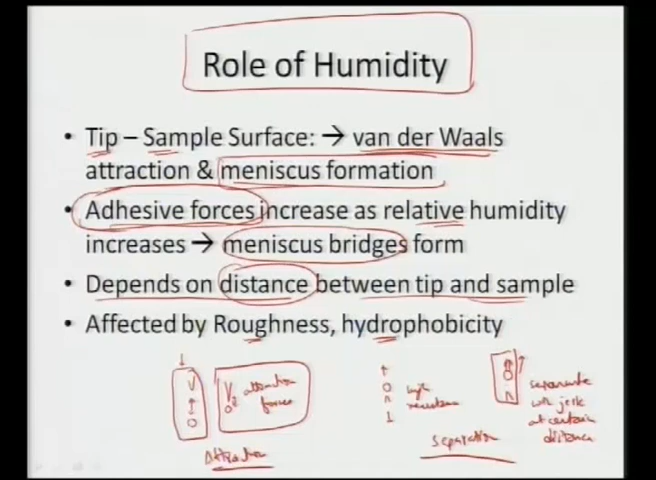 Role of Humidity
• Tip – Sample Surface: → van der Waals
attraction & meniscus formation
• Adhesive forces increase as relative humidity
increases → meniscus bridges form
• Depends on distance between tip and sample
• Affected by Roughness, hydrophobicity
attraction
forces
Attraction
resistance
Separation
separate
with jerk
at certain
distance